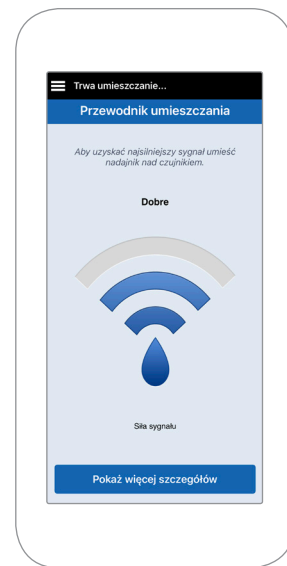 Trwa umieszczanie...
Przewodnik umieszczania
Aby uzyskać najsilniejszy sygnał umieść
nadajnik nad czujnikiem.
Dobre
Siła sygnału
Pokaż więcej szczegółów